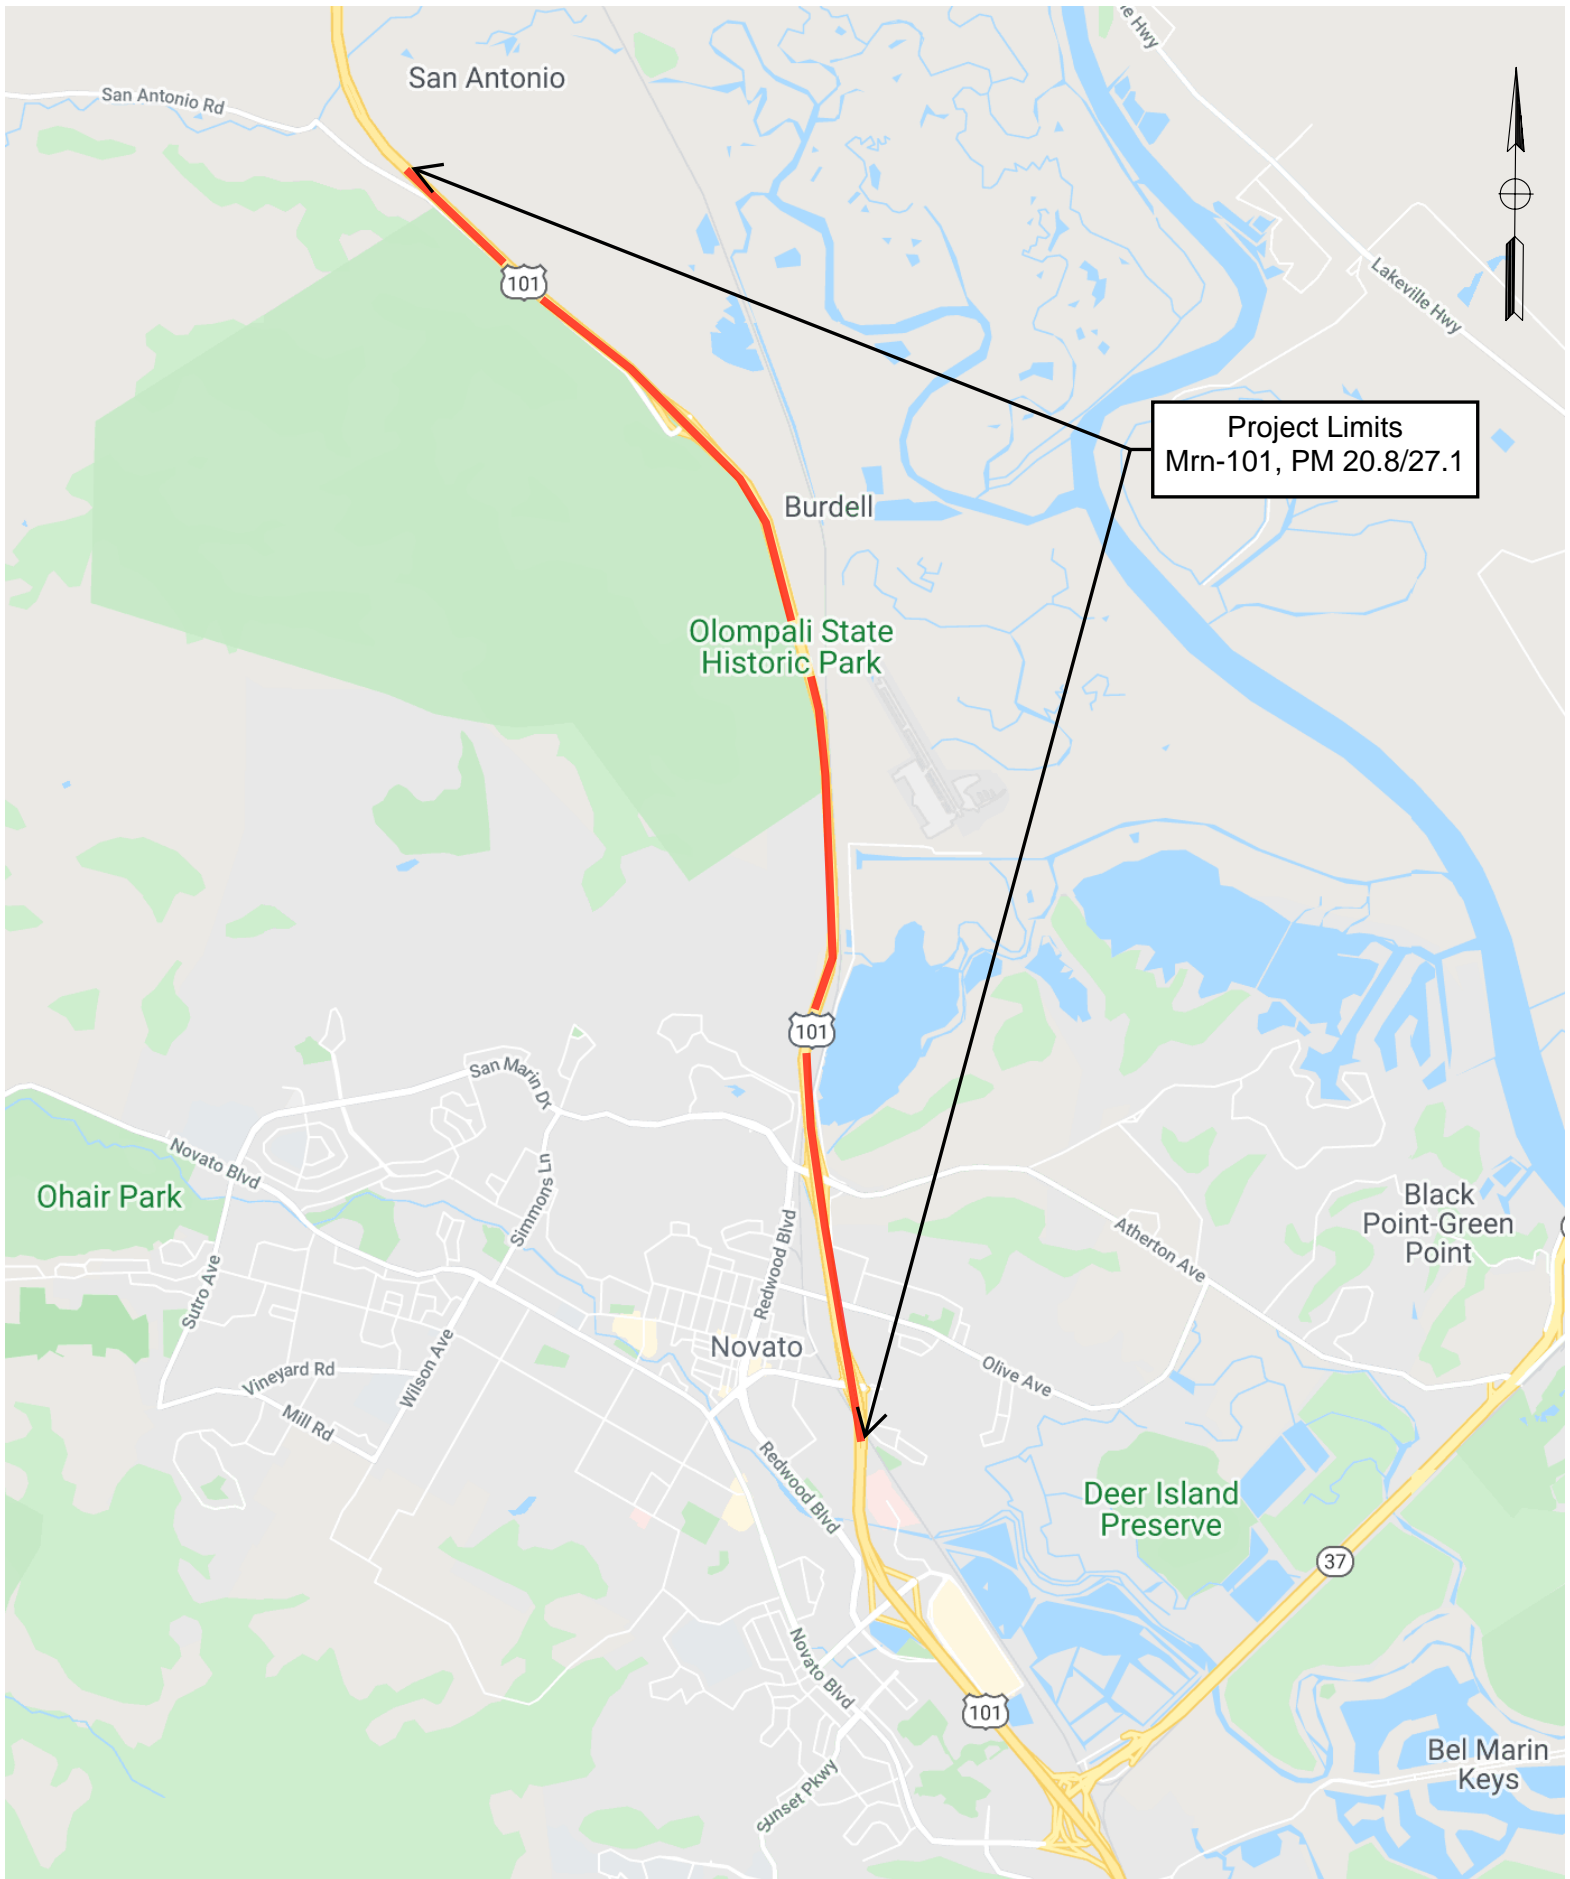 le Hwy
San Antonio
San Antonio Rd
101
Lakeville Hwy
Project Limits
Mrn-101, PM 20.8/27.1
Burdell
Olompali State
Historic Park
101
San Marin Dr
Novato Blvd
Simmons Ln
Ohair Park
Black
Point-Green
Point
Redwood Blvd
Atherton Ave
Sutro Ave
Novato
Wilson Ave
Vineyard Rd
Olive Ave
Mill Rd
Redwood Blvd
Deer Island
Preserve
37
Novato Blvd
101
Sunset Pkwy
Bel Marin
Keys